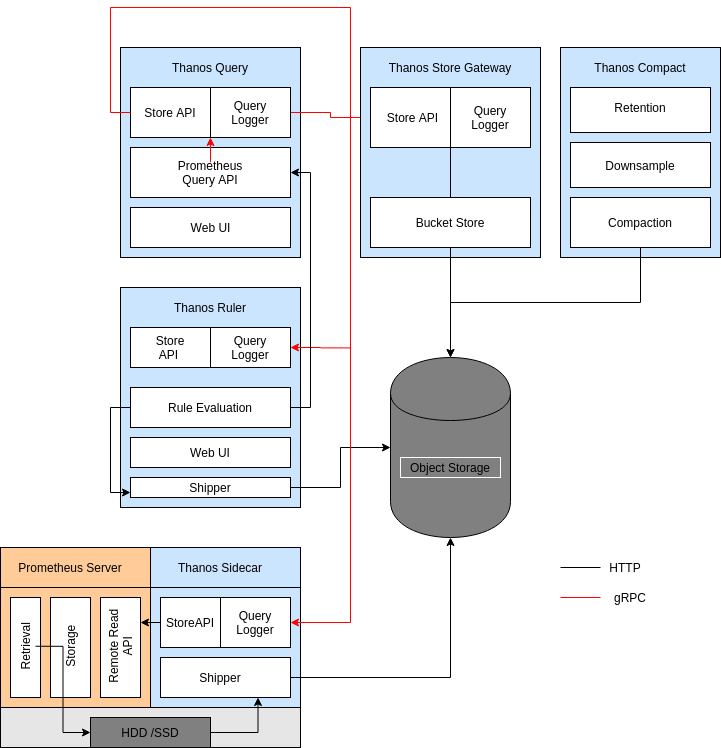 Thanos Query
Store API
Query
Logger
Prometheus
Query API
Web UI
Thanos Store Gateway
Store API
Query
Logger
Bucket Store
Thanos Compact
Retention
Downsample
Compaction
Thanos Ruler
Store
API
Query
Logger
Rule Evaluation
Web UI
Shipper
Object Storage
Prometheus Server
Retrieval
Storage
Remote Read
API
Thanos Sidecar
StoreAPI
Query
Logger
Shipper
HDD /SSD
HTTP
gRPC